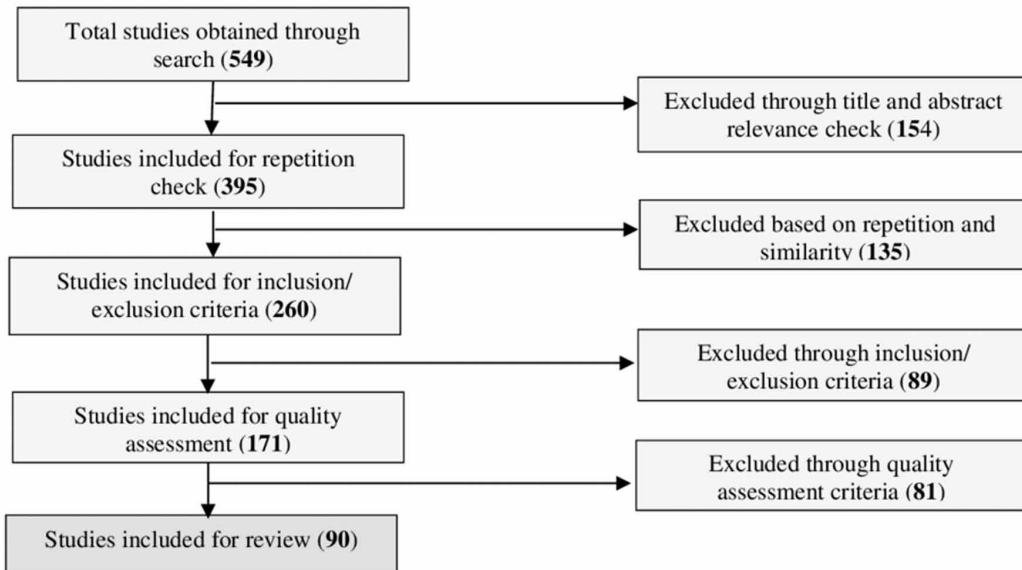 Total studies obtained through
search (549)
Excluded through title and abstract
relevance check (154)
Studies included for repetition
check (395)
Excluded based on repetition and
similarity (135)
Studies included for inclusion/
exclusion criteria (260)
Excluded through inclusion/
exclusion criteria (89)
Studies included for quality
assessment (171)
Excluded through quality
assessment criteria (81)
Studies included for review (90)